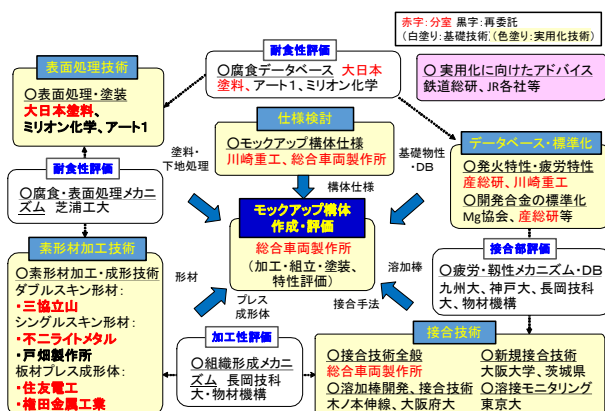 赤字:分室 黒字:再委託
(白塗り:基礎技術)(色塗り:実用化技術)
耐食性評価
〇腐食データベース 大日
本塗料、アート1、ミリオン化学
表面処理技術
〇表面処理・塗装
大日本塗料、
ミリオン化学、アート1
〇 実用化に向けたアドバイス
鉄道総研、JR各社等
仕様検討
〇モックアップ構体仕様
川崎重工、総合車両製作所
データベース・標準化
〇発火特性・疲労特性
産総研、川崎重工
〇開発合金の標準化
Mg協会、産総研等
塗料・
下地処理
構体仕様
基礎物性
・DB
耐食性評価
〇腐食・表面処理メカニ
ズム 芝浦工大
モックアップ構体
作成・評価
総合車両製作所
(加工・組立・塗装、
特性評価)
素形材加工技術
〇素形材加工・成形技術
ダブルスキン形材:
・三協立山
シングルスキン形材:
・不二ライトメタル
・戸畑製作所
板材プレス成形体:
・住友電工
・権田金属工業
形材
プレス
成形体
接合手法
溶加棒
接合部評価
〇疲労・靭性メカニズム・DB
九州大、神戸大、長岡技科
大、物材機構
加工性評価
〇組織形成メカニ
ズム 長岡技科
大・物材機構
接合技術
〇接合技術全般
総合車両製作所
〇溶加棒開発、接合技術
木ノ本伸線、大阪府大
〇新規接合技術
大阪大学、茨城県
〇溶接モニタリング
東京大